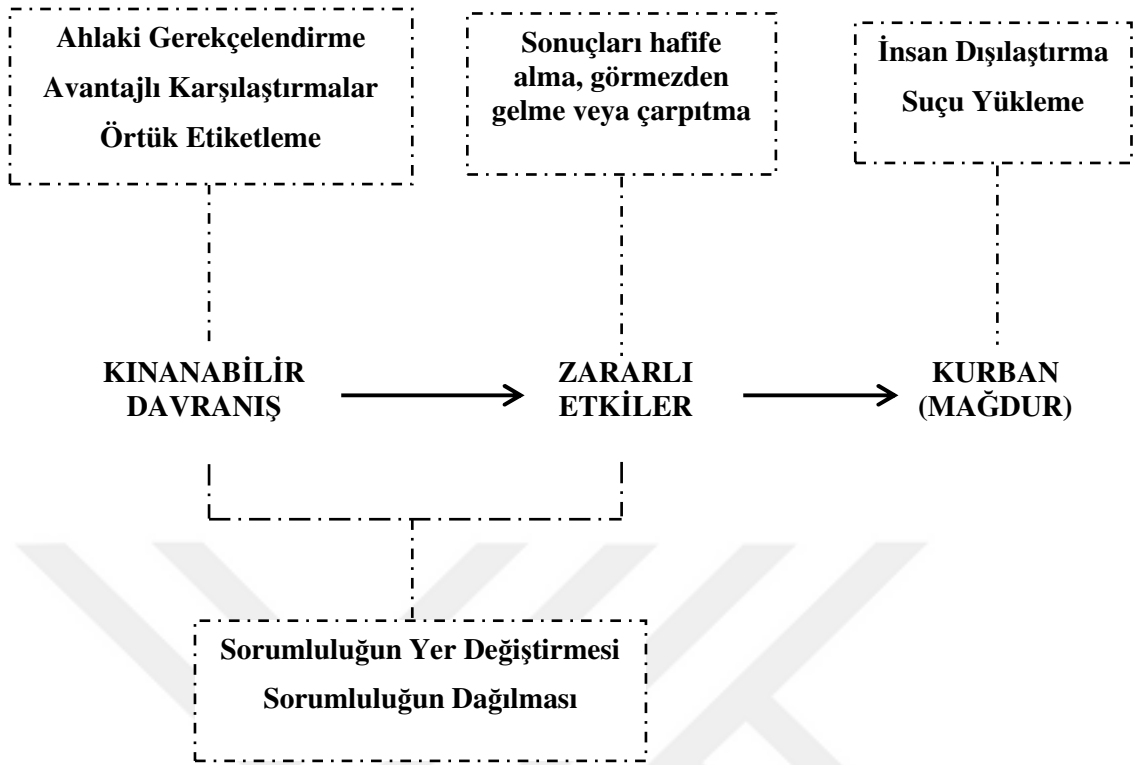 Ahlaki Gerekçelendirme
Avantajlı Karşılaştırmalar
Örtük Etiketleme
Sonuçları hafife
alma, görmezden
gelme veya çarpıtma
İnsan Dışılaştırma
Suçu Yükleme
KINANABİLİR
DAVRANIŞ
ZARARLI
ETKİLER
KURBAN
(MAĞDUR)
Sorumluluğun Yer Değiştirmesi
Sorumluluğun Dağılması